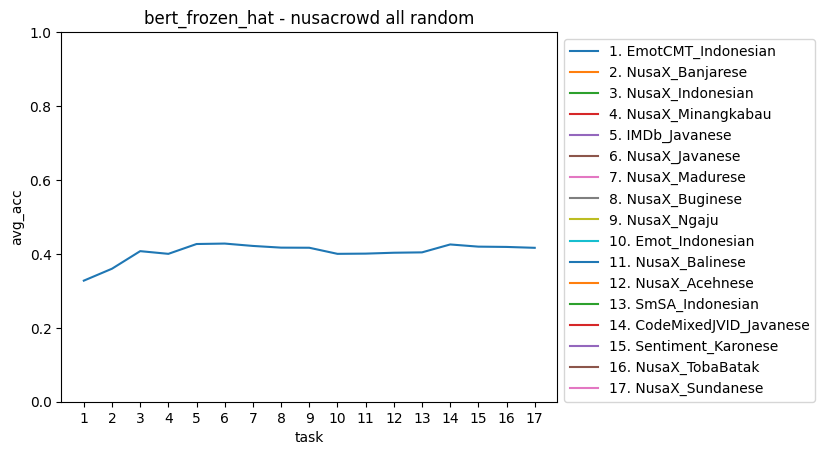 bert_frozen_hat - nusacrowd all random
1.0
0.8
0.6
0.4
0.2
0.0
avg_acc
1 2 3 4 5 6 7 8 9 10 11 12 13 14 15 16 17
task
1. EmotCMT_Indonesian
2. NusaX_Banjarese
3. NusaX_Indonesian
4. NusaX_Minangkabau
5. IMDb_Javanese
6. NusaX_Javanese
7. NusaX_Madurese
8. NusaX_Buginese
9. NusaX_Ngaju
10. Emot_Indonesian
11. NusaX_Balinese
12. NusaX_Acehnese
13. SmSA_Indonesian
14. CodeMixedJVID_Javanese
15. Sentiment_Karonese
16. NusaX_TobaBatak
17. NusaX_Sundanese